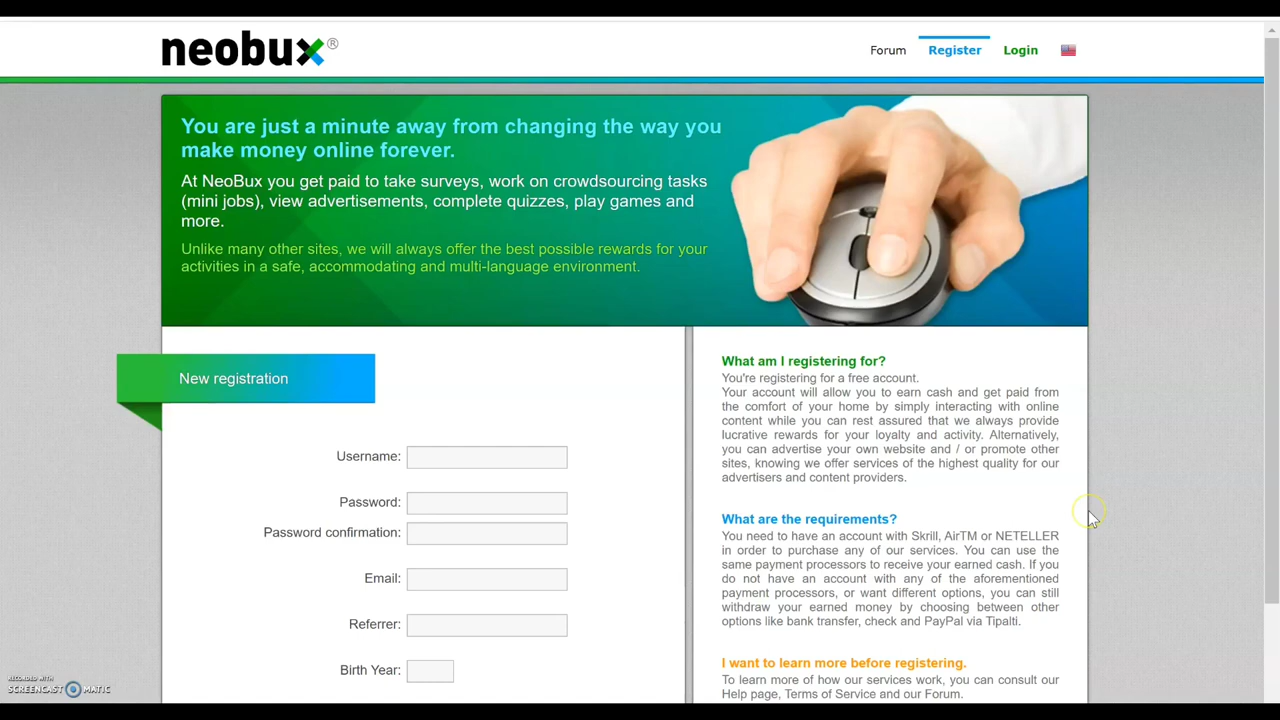 neobux®
Forum Register Login
You are just a minute away from changing the way you
make money online forever.
At NeoBux you get paid to take surveys, work on crowdsourcing tasks
(mini jobs), view advertisements, complete quizzes, play games and
more.
Unlike many other sites, we will always offer the best possible rewards for your
activities in a safe, accommodating and multi-language environment.
New registration
Username:
Password:
Password confirmation:
Email:
Referrer:
Birth Year:
What am I registering for?
You're registering for a free account.
Your account will allow you to earn cash and get paid from
the comfort of your home by simply interacting with online
content while you can rest assured that we always provide
lucrative rewards for your loyalty and activity. Alternatively,
you can advertise your own website and / or promote other
sites, knowing we offer services of the highest quality for our
advertisers and content providers.
What are the requirements?
You need to have an account with Skrill, AirTM or NETELLER
in order to purchase any of our services. You can use the
same payment processors to receive your earned cash. If you
do not have an account with any of the aforementioned
payment processors, or want different options, you can still
withdraw your earned money by choosing between other
options like bank transfer, check and PayPal via Tipalti.
I want to learn more before registering.
To learn more of how our services work, you can consult our
Help page, Terms of Service and our Forum.
RECORDED WITH
SCREENCAST MATIC